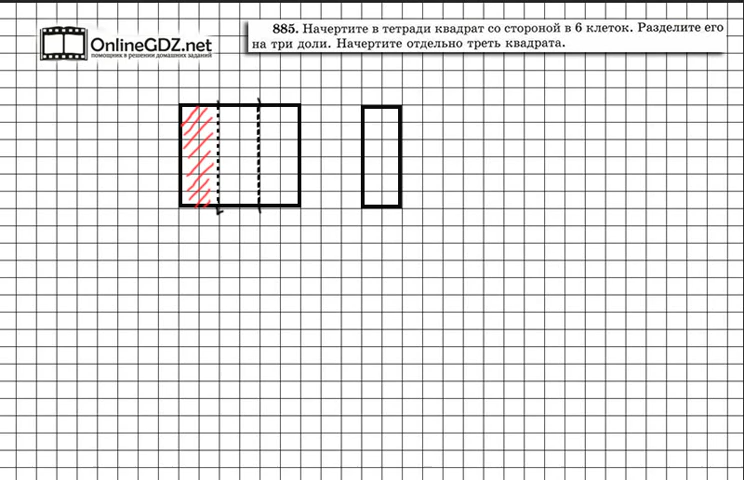 885. Начертите в тетради квадрат со стороной в 6 клеток. Разделите его
на три доли. Начертите отдельно треть квадрата.
OnlineGDZ.net
помощник в решении домашних заданий